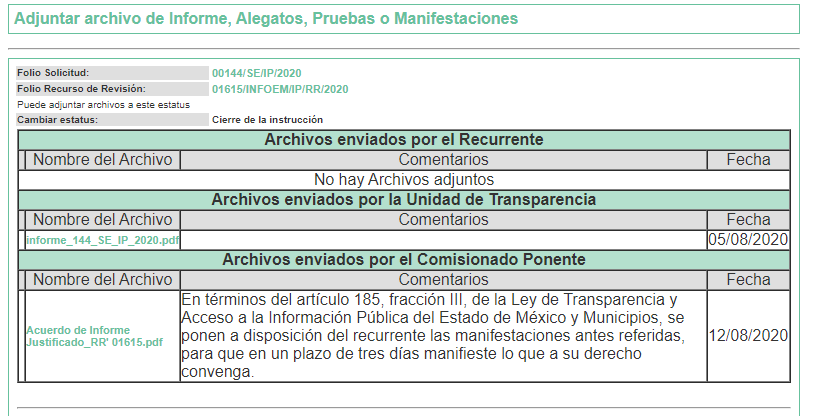 Adjuntar archivo de Informe, Alegatos, Pruebas o Manifestaciones
Folio Solicitud: 00144/SE/IP/2020
Folio Recurso de Revisión: 01615/INFOEM/IP/RR/2020
Puede adjuntar archivos a este estatus
Cambiar estatus: Cierre de la instrucción
Archivos enviados por el Recurrente
Nombre del Archivo Comentarios Fecha
No hay Archivos adjuntos
Archivos enviados por la Unidad de Transparencia
Nombre del Archivo Comentarios Fecha
informe_144_SE_IP_2020.pdf 05/08/2020
Archivos enviados por el Comisionado Ponente
Nombre del Archivo Comentarios Fecha
Acuerdo de Informe
Justificado_RR' 01615.pdf
En términos del artículo 185, fracción III, de la Ley de Transparencia y
Acceso a la Información Pública del Estado de México y Municipios, se
ponen a disposición del recurrente las manifestaciones antes referidas,
para que en un plazo de tres días manifieste lo que a su derecho
convenga.
12/08/2020